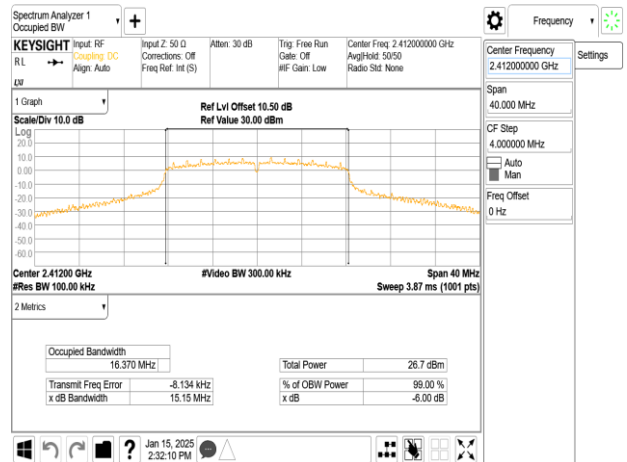 Spectrum Analyzer 1
Occupied BW
Frequency
KEYSIGHT Input: RF Input Z: 50 Ω Atten: 30 dB Trig: Free Run Center Freq: 2.412000000 GHz
RL Coupling: DC Corrections: Off Gate: Off Avg|Hold: 50/50
Align: Auto Freq Ref: Int (S) #IF Gain: Low Radio Std: None
LXI
Center Frequency
2.412000000 GHz
Settings
Span
40.000 MHz
CF Step
4.000000 MHz
Auto
Man
Freq Offset
0 Hz
1 Graph
Ref Lvl Offset 10.50 dB
Scale/Div 10.0 dB Ref Value 30.00 dBm
Log
20.0
10.0
0.00
-10.0
-20.0
-30.0
-40.0
-50.0
-60.0
Center 2.41200 GHz #Video BW 300.00 kHz Span 40 MHz
#Res BW 100.00 kHz Sweep 3.87 ms (1001 pts)
2 Metrics
Occupied Bandwidth
16.370 MHz Total Power 26.7 dBm
Transmit Freq Error -8.134 kHz % of OBW Power 99.00 %
x dB Bandwidth 15.15 MHz x dB -6.00 dB
? Jan 15, 2025
2:32:10 PM